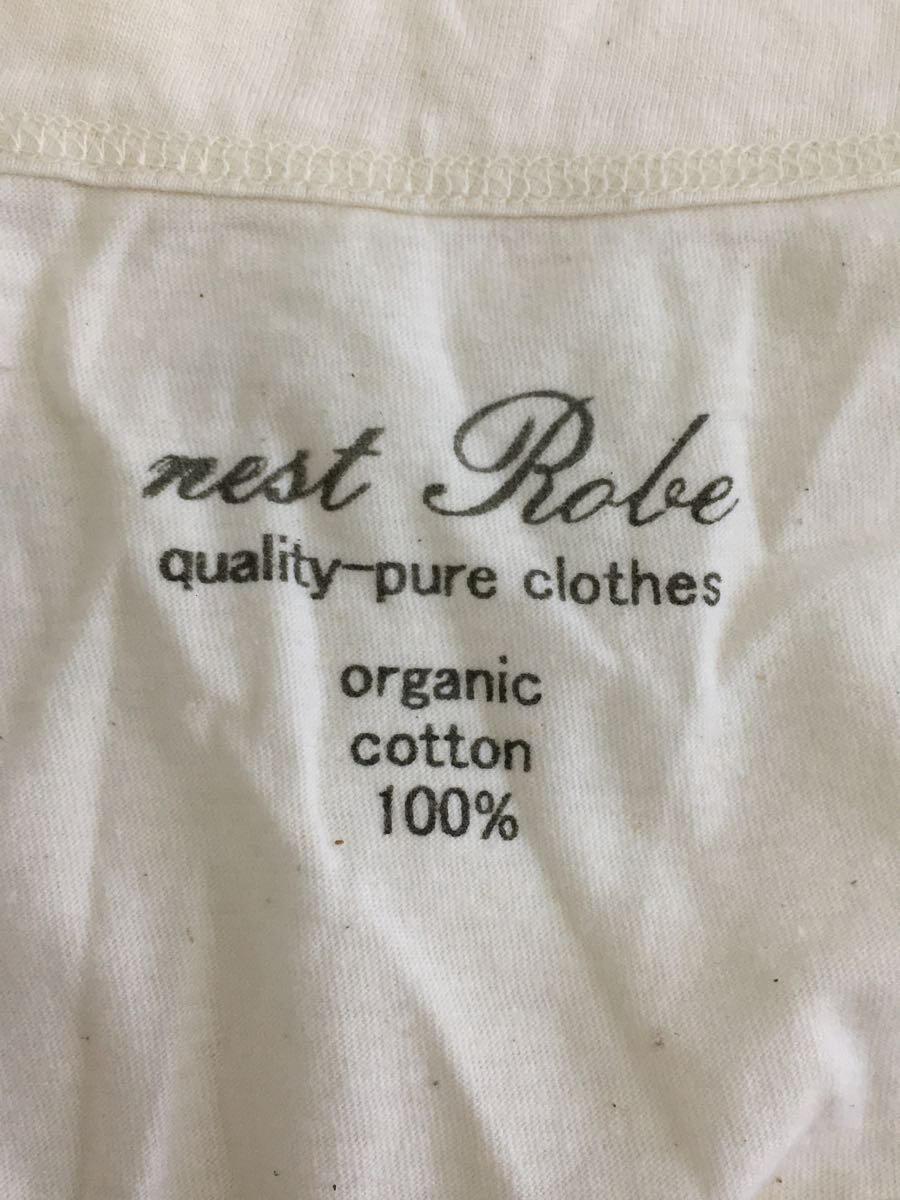 nest Robe
quality-pure clothes
organic
cotton
100%